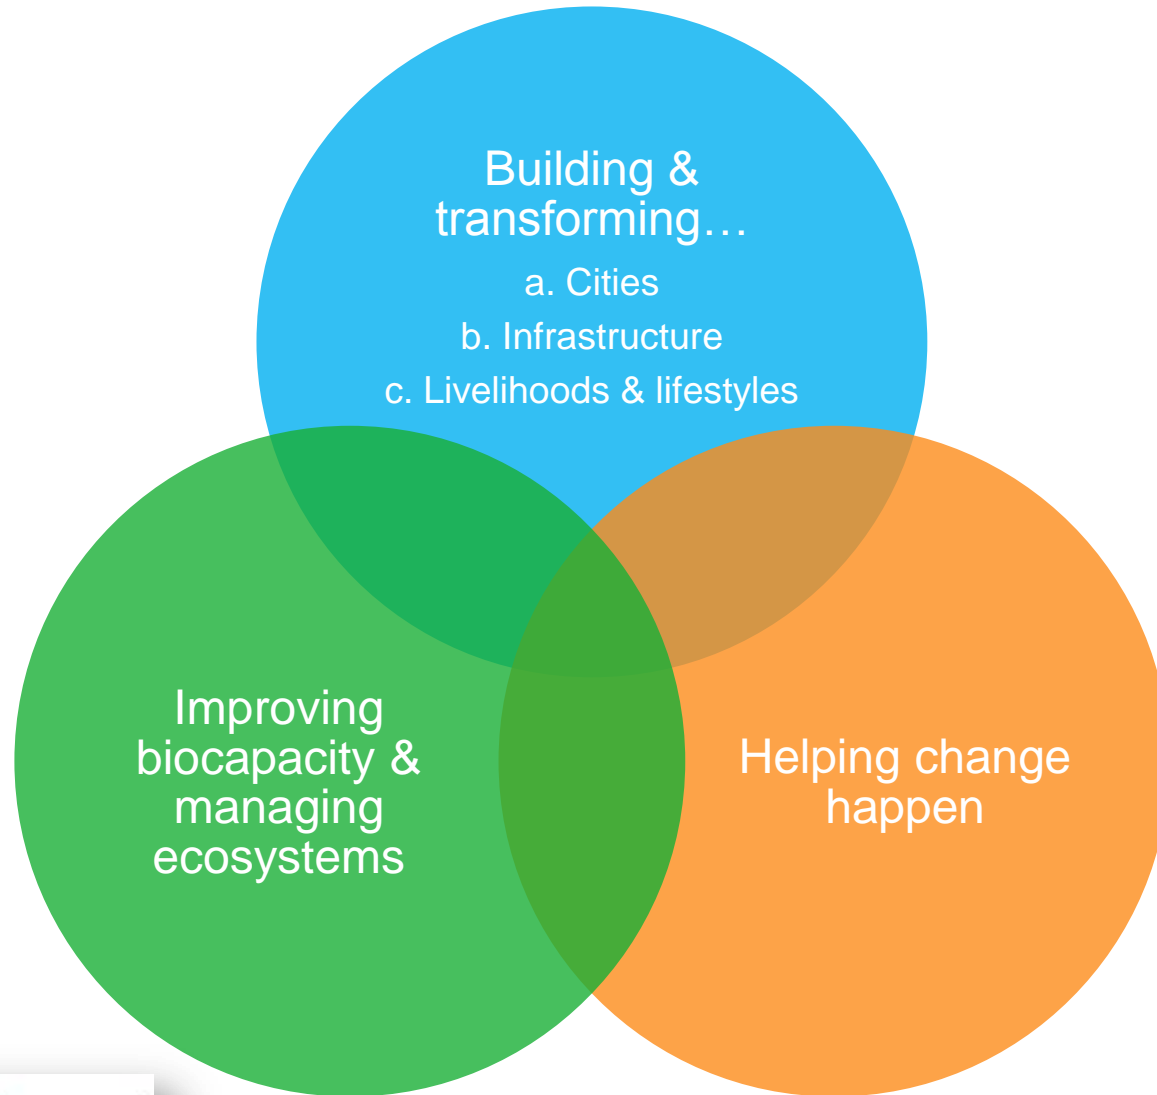 Building &
transforming…
a. Cities
b. Infrastructure
c. Livelihoods & lifestyles
Improving
biocapacity &
managing
ecosystems
Helping change
happen